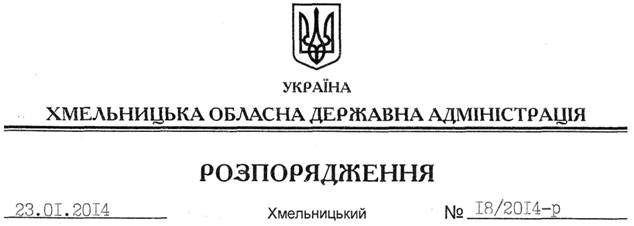 УКРАЇНА
ХМЕЛЬНИЦЬКА ОБЛАСНА ДЕРЖАВНА АДМІНІСТРАЦІЯ
РОЗПОРЯДЖЕННЯ
23.01.2014 Хмельницький № 18/2014-р